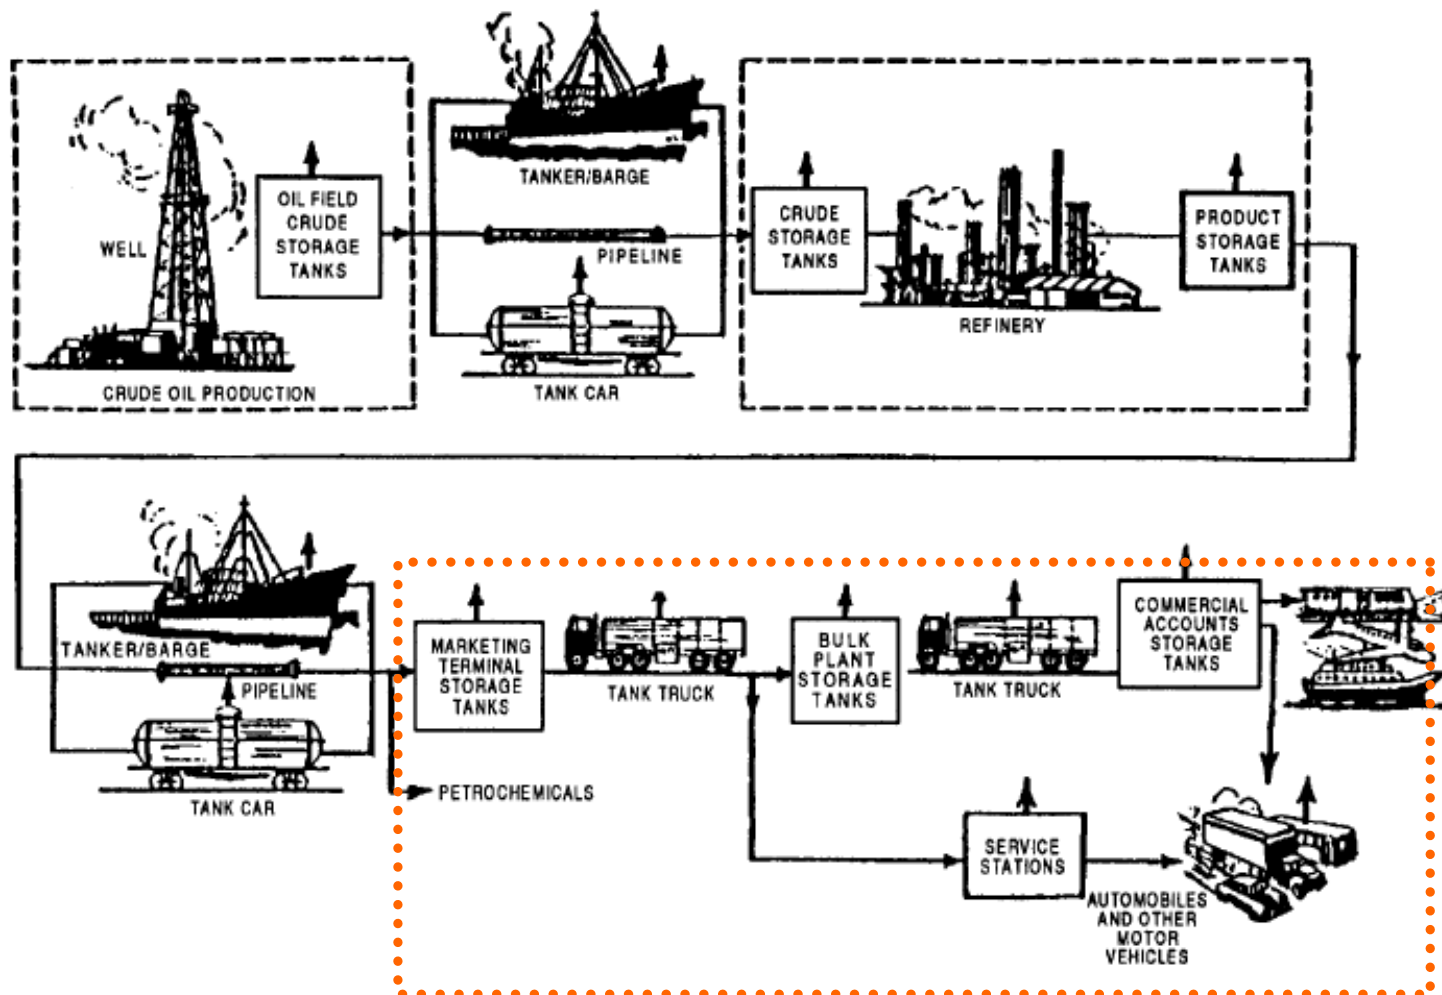 TANKER/BARGE
WELL
OIL FIELD
CRUDE
STORAGE
TANKS
PIPELINE
CRUDE
STORAGE
TANKS
PRODUCT
STORAGE
TANKS
REFINERY
CRUDE OIL PRODUCTION
TANK CAR
TANKER/BARGE
PIPELINE
TANK CAR
MARKETING
TERMINAL
STORAGE
TANKS
TANK TRUCK
BULK
PLANT
STORAGE
TANKS
TANK TRUCK
COMMERCIAL
ACCOUNTS
STORAGE
TANKS
PETROCHEMICALS
SERVICE
STATIONS
AUTOMOBILES
AND OTHER
MOTOR
VEHICLES